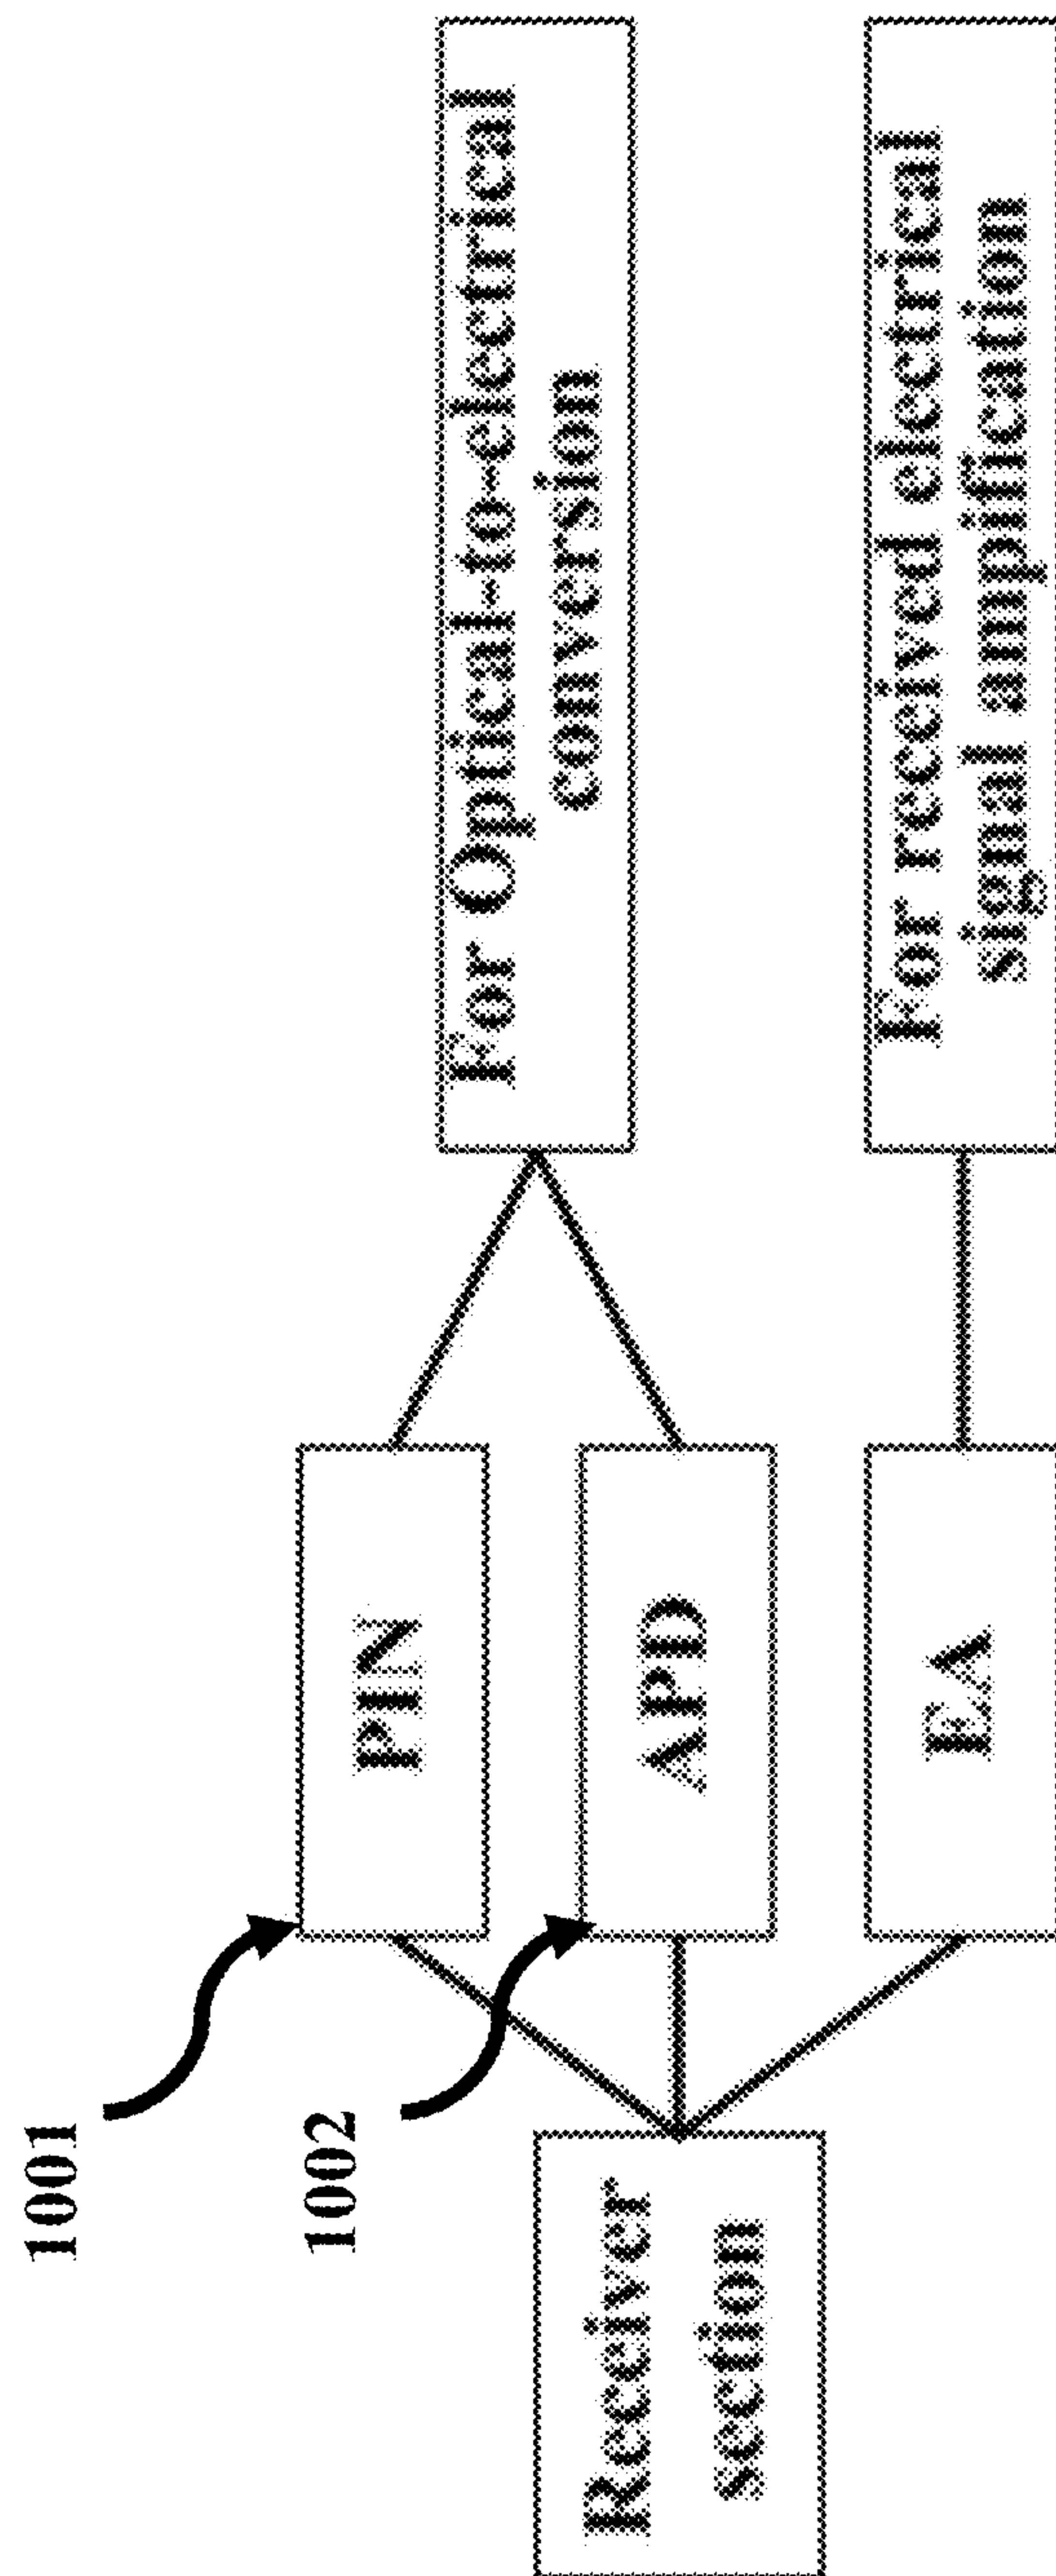 1001
1002
Receiver
section
PIN
APD
EA
For Optical-to-electrical
conversion
For received electrical
signal amplification